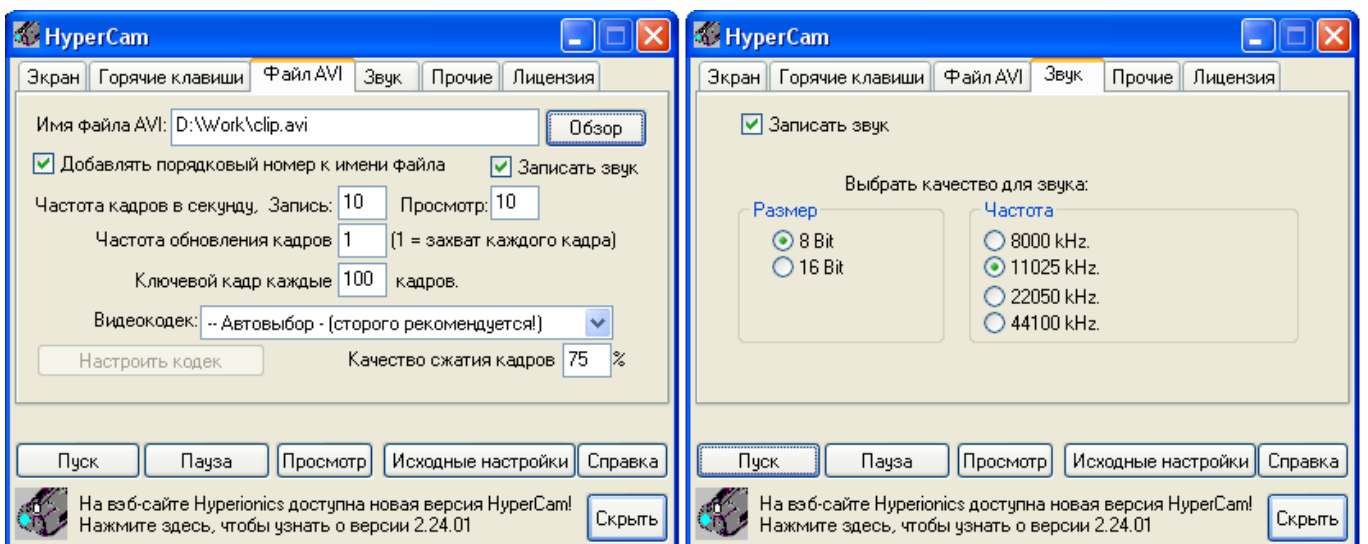 HyperCam
Экран Горячие клавиши Файл AVI Звук Прочие Лицензия
Имя файла AVI: D:\Work\clip.avi Обзор
Добавлять порядковый номер к имени файла Записать звук
Частота кадров в секунду, Запись: 10 Просмотр: 10
Частота обновления кадров 1 (1 = захват каждого кадра)
Ключевой кадр каждые 100 кадров.
Видеокодек: -- Автовыбор - (сторого рекомендуется!)
Настроить кодек Качество сжатия кадров 75 %
Пуск Пауза Просмотр Исходные настройки Справка
На вэб-сайте Hyperionics доступна новая версия HyperCam!
Нажмите здесь, чтобы узнать о версии 2.24.01
Скрыть
HyperCam
Экран Горячие клавиши Файл AVI Звук Прочие Лицензия
Записать звук
Выбрать качество для звука:
Размер
8 Bit
16 Bit
Частота
8000 kHz.
11025 kHz.
22050 kHz.
44100 kHz.
Пуск Пауза Просмотр Исходные настройки Справка
На вэб-сайте Hyperionics доступна новая версия HyperCam!
Нажмите здесь, чтобы узнать о версии 2.24.01
Скрыть